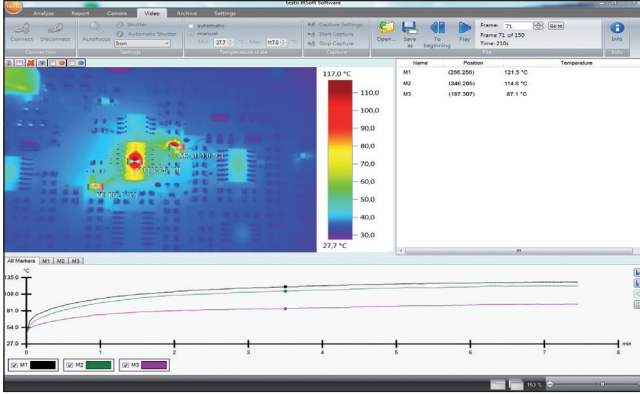 testo IRSoft Software
Analyze Report Camera Video Archive Settings
Connect Disconnect
Connection
Autofocus
Shutter
Automatic Shutter
Iron
Settings
automatic
manual
Min. 27.7 Max. 117.0
Temperature scale
Capture Settings
Start Capture
Stop Capture
Capture
Open... Save as To beginning Play
Frame: 71 Go to
Frame 71 of 150
Time: 210s
File
Info
Info
117,0 °C
110,0
100,0
90,0
80,0
70,0
60,0
50,0
40,0
30,0
27,7 °C
Name Position Temperature
M1 (266.256) 121.5 °C
M2 (346.205) 114.8 °C
M3 (187.307) 87.1 °C
All Markers M1 M2 M3
°C
135.0
108.0
81.0
54.0
27.0
0 1 2 3 4 5 6 7 8 min
M1 M2 M3
153 %